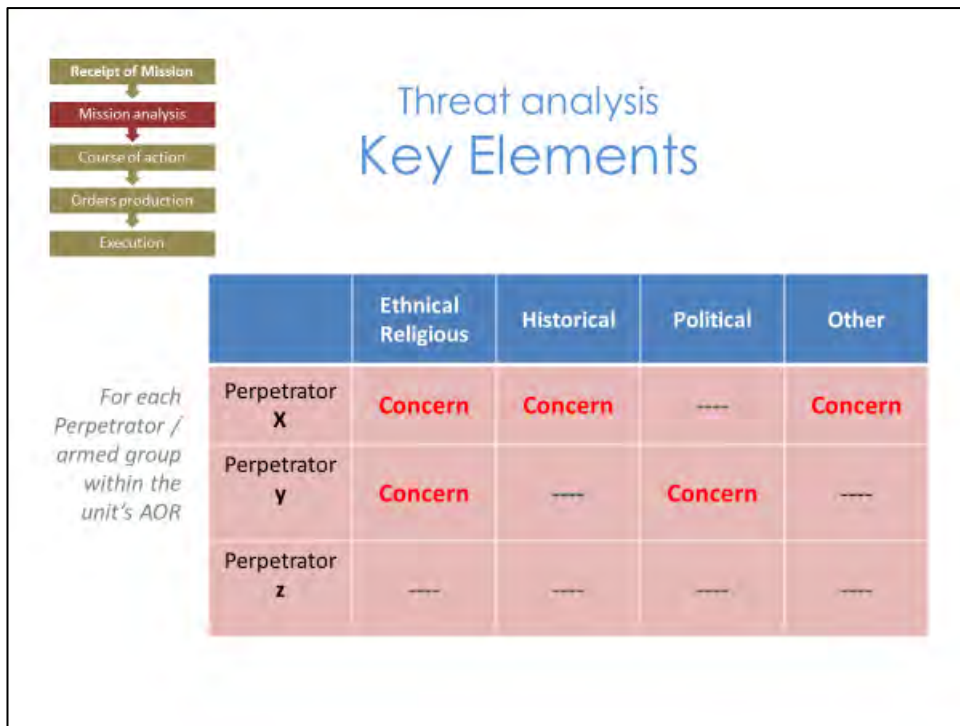 Receipt of Mission
Mission analysis
Course of action
Orders production
Execution
Threat analysis
Key Elements
For each
Perpetrator /
armed group
within the
unit's AOR
Ethnical
Religious
Historical
Political
Other
Perpetrator
X
Concern
Concern
----
Concern
Perpetrator
y
Concern
----
Concern
----
Perpetrator
z
----
----
----
----